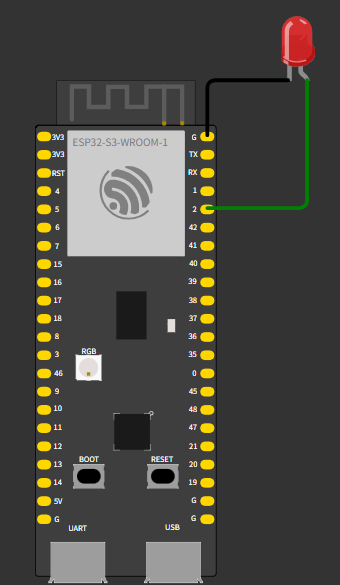 ESP32-S3-WROOM-1
3V3 G
3V3 TX
RST RX
4 1
5 2
6 42
7 41
15 40
16 39
17 38
18 37
8 36
3 35
RGB
46 0
9 45
10 48
11 47
12 21
BOOT RESET
13 20
14 19
5V G
G G
UART USB